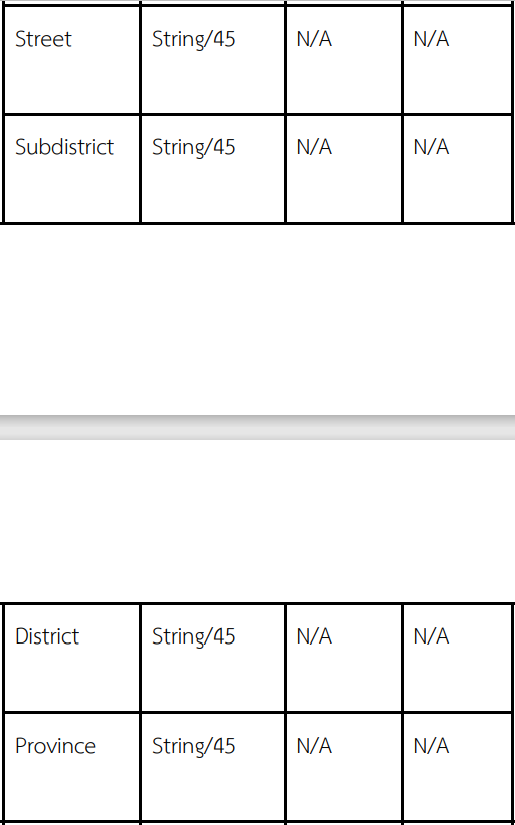 Street String/45 N/A N/A
Subdistrict String/45 N/A N/A
District String/45 N/A N/A
Province String/45 N/A N/A